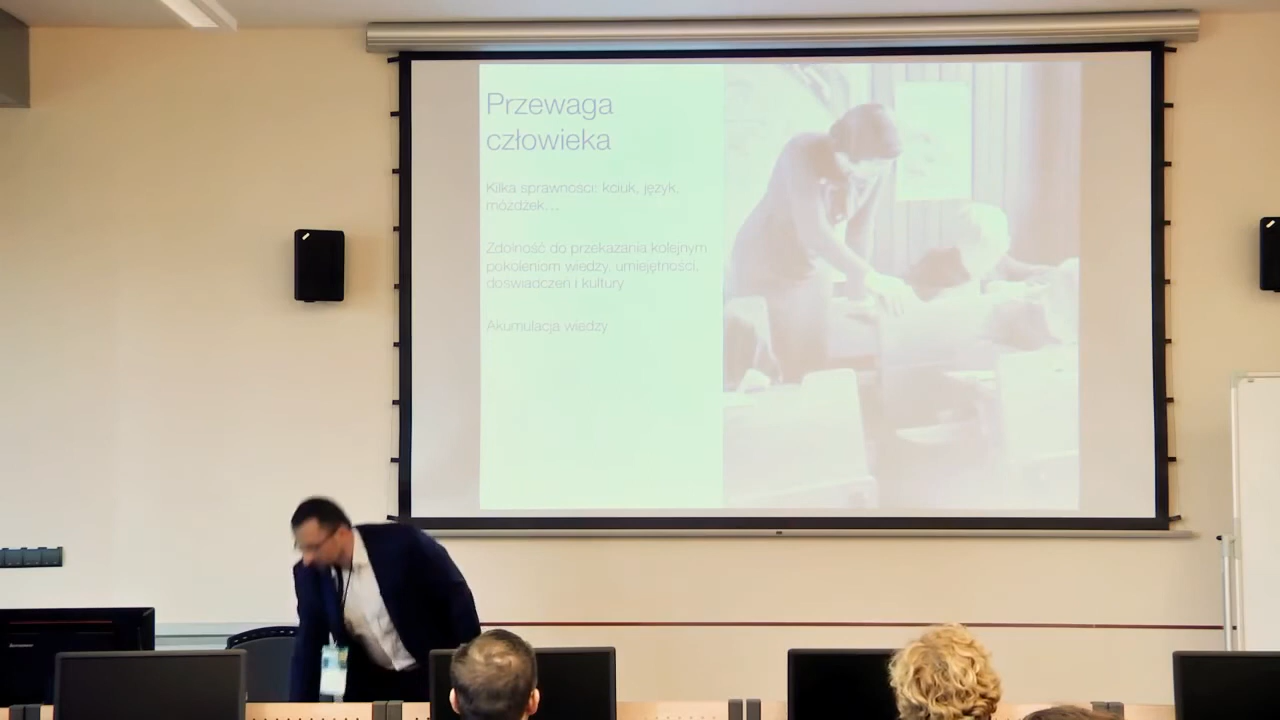 Przewaga
człowieka
Kilka sprawności: kciuk, język,
móżdżek...
Zdolność do przekazania kolejnym
pokoleniom wiedzy, umiejętności,
doświadczeń i kultury
Akumulacja wiedzy